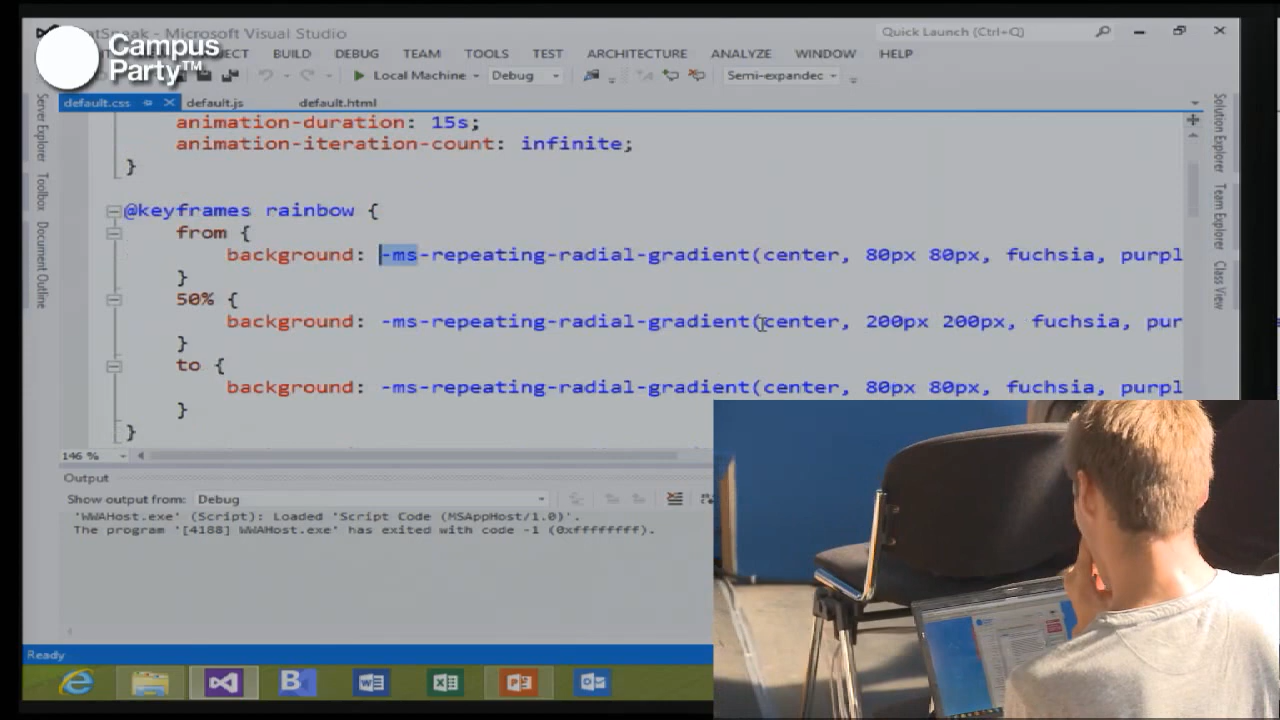 Campus
Party™
- Microsoft Visual Studio
Quick Launch (Ctrl+Q)
BUILD DEBUG TEAM TOOLS TEST ARCHITECTURE ANALYZE WINDOW HELP
Local Machine Debug Semi-expandec
default.css default.js default.html
Server Explorer
Toolbox
Document Outline
Solution Explorer
Team Explorer
Class View
animation-duration: 15s;
animation-iteration-count: infinite;
}
@keyframes rainbow {
from {
background: -ms-repeating-radial-gradient(center, 80px 80px, fuchsia, purpl
}
50% {
background: -ms-repeating-radial-gradient(center, 200px 200px, fuchsia, pur
}
to {
background: -ms-repeating-radial-gradient(center, 80px 80px, fuchsia, purpl
}
}
146 %
Output
Show output from: Debug
'WWAHost.exe' (Script): Loaded 'Script Code (MSAppHost/1.0)'.
The program '[4188] WWAHost.exe' has exited with code -1 (0xffffffff).
Ready